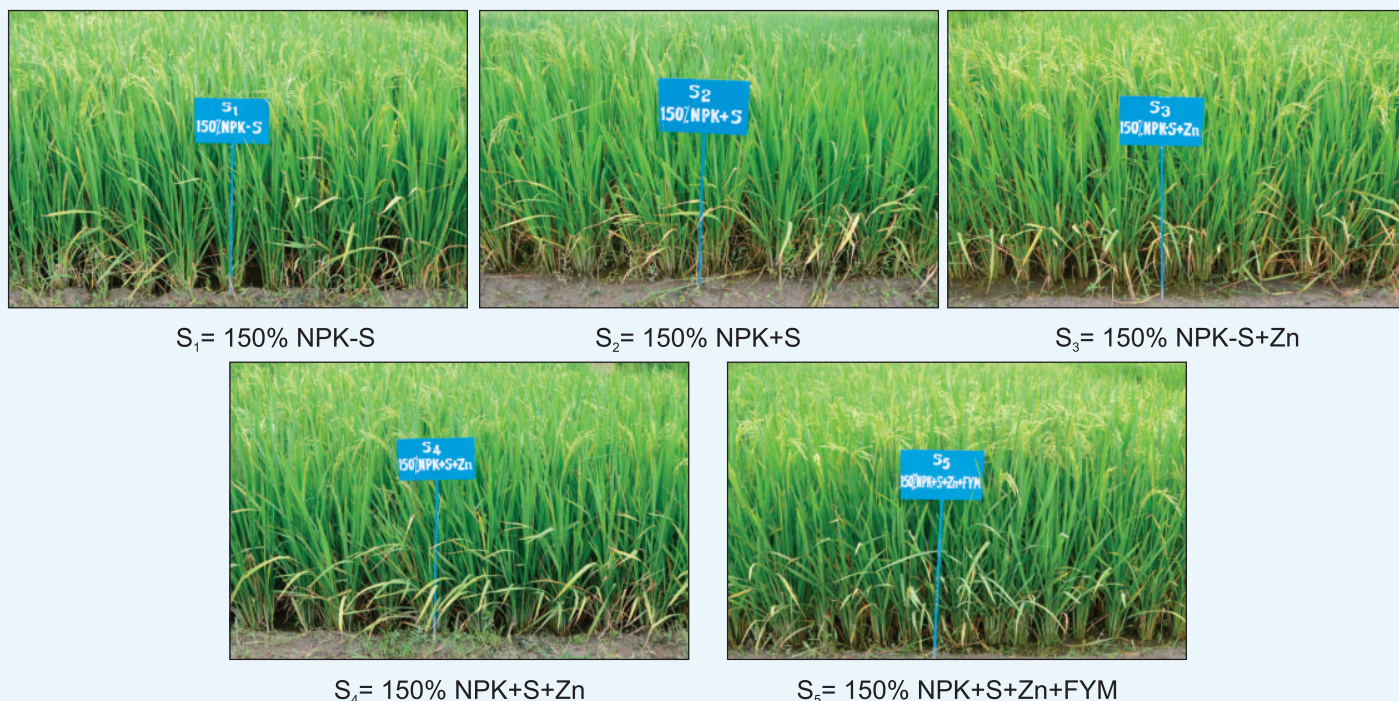 S1
150%NPK-S
S2
150%NPK+S
S3
150%NPK-S+Zn
S₁= 150% NPK-S
S₂= 150% NPK+S
S₃= 150% NPK-S+Zn
S4
150%NPK+S+Zn
S5
150%NPK+S+Zn+FYM
S₄= 150% NPK+S+Zn
S₅= 150% NPK+S+Zn+FYM